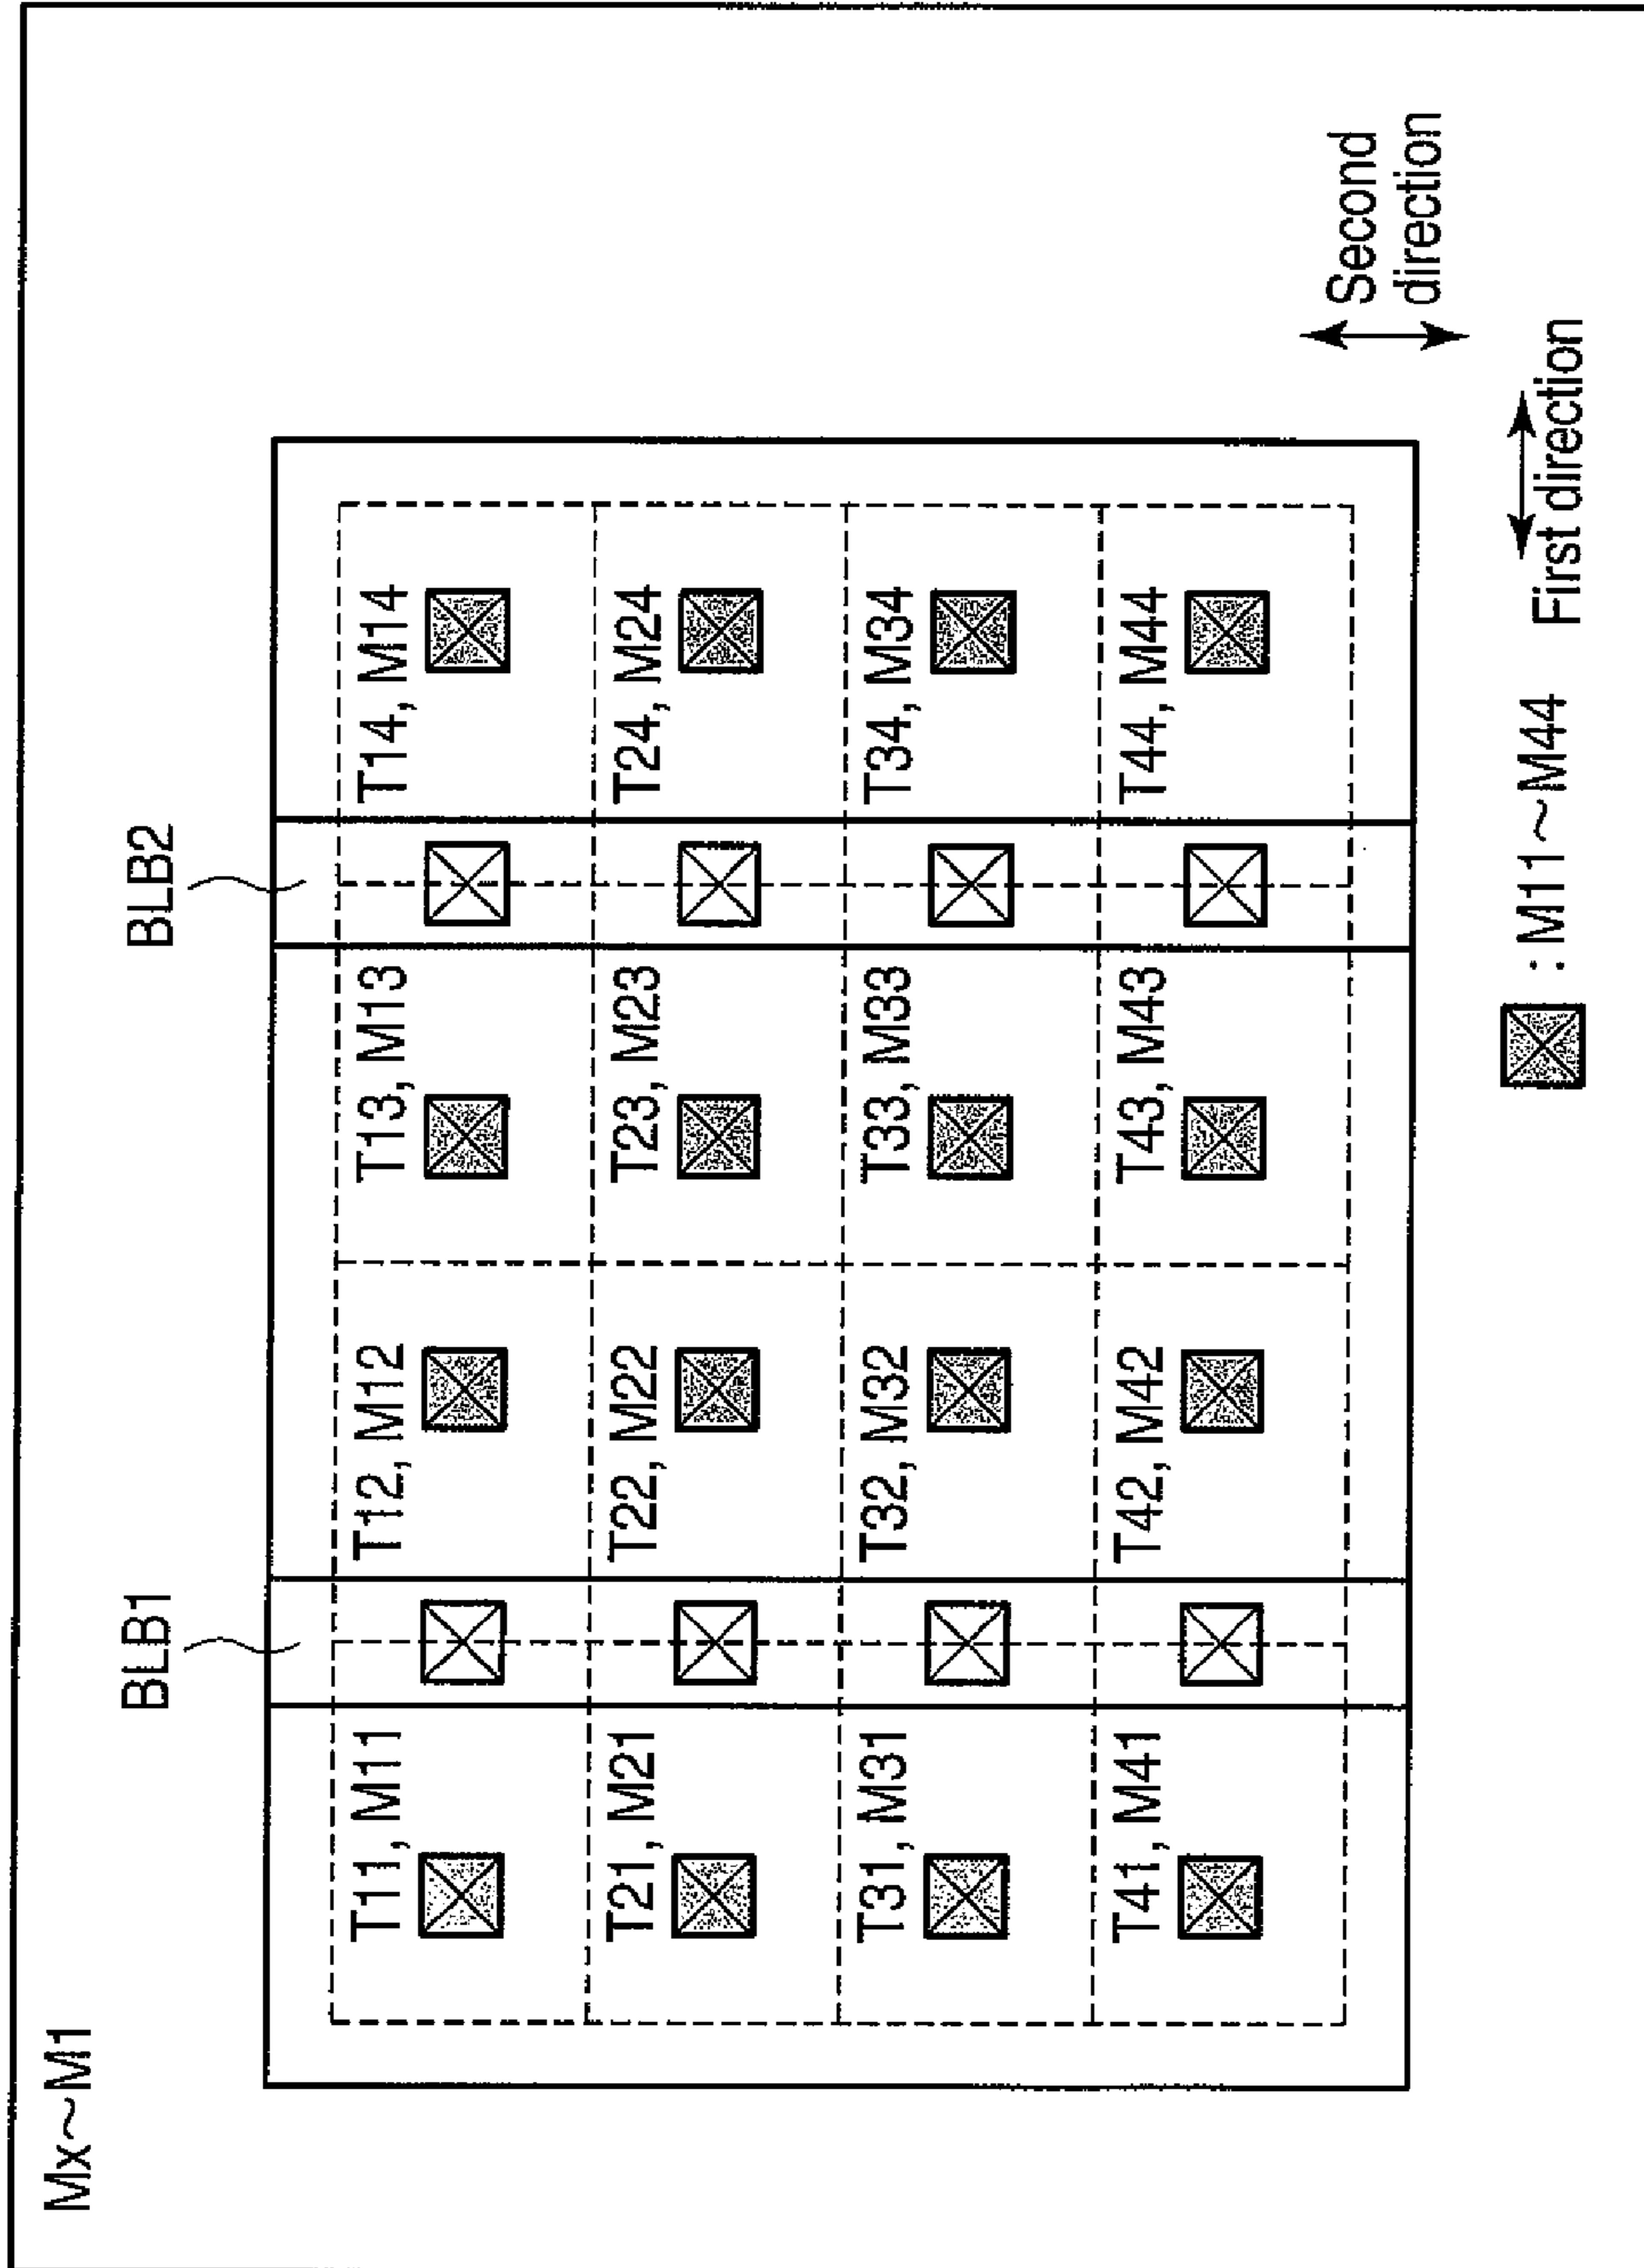 Mx~M1
BLB1
BLB2
T11, M11
T12, M12
T13, M13
T14, M14
T21, M21
T22, M22
T23, M23
T24, M24
T31, M31
T32, M32
T33, M33
T34, M34
T41, M41
T42, M42
T43, M43
T44, M44
Second
direction
: M11~M44
First direction